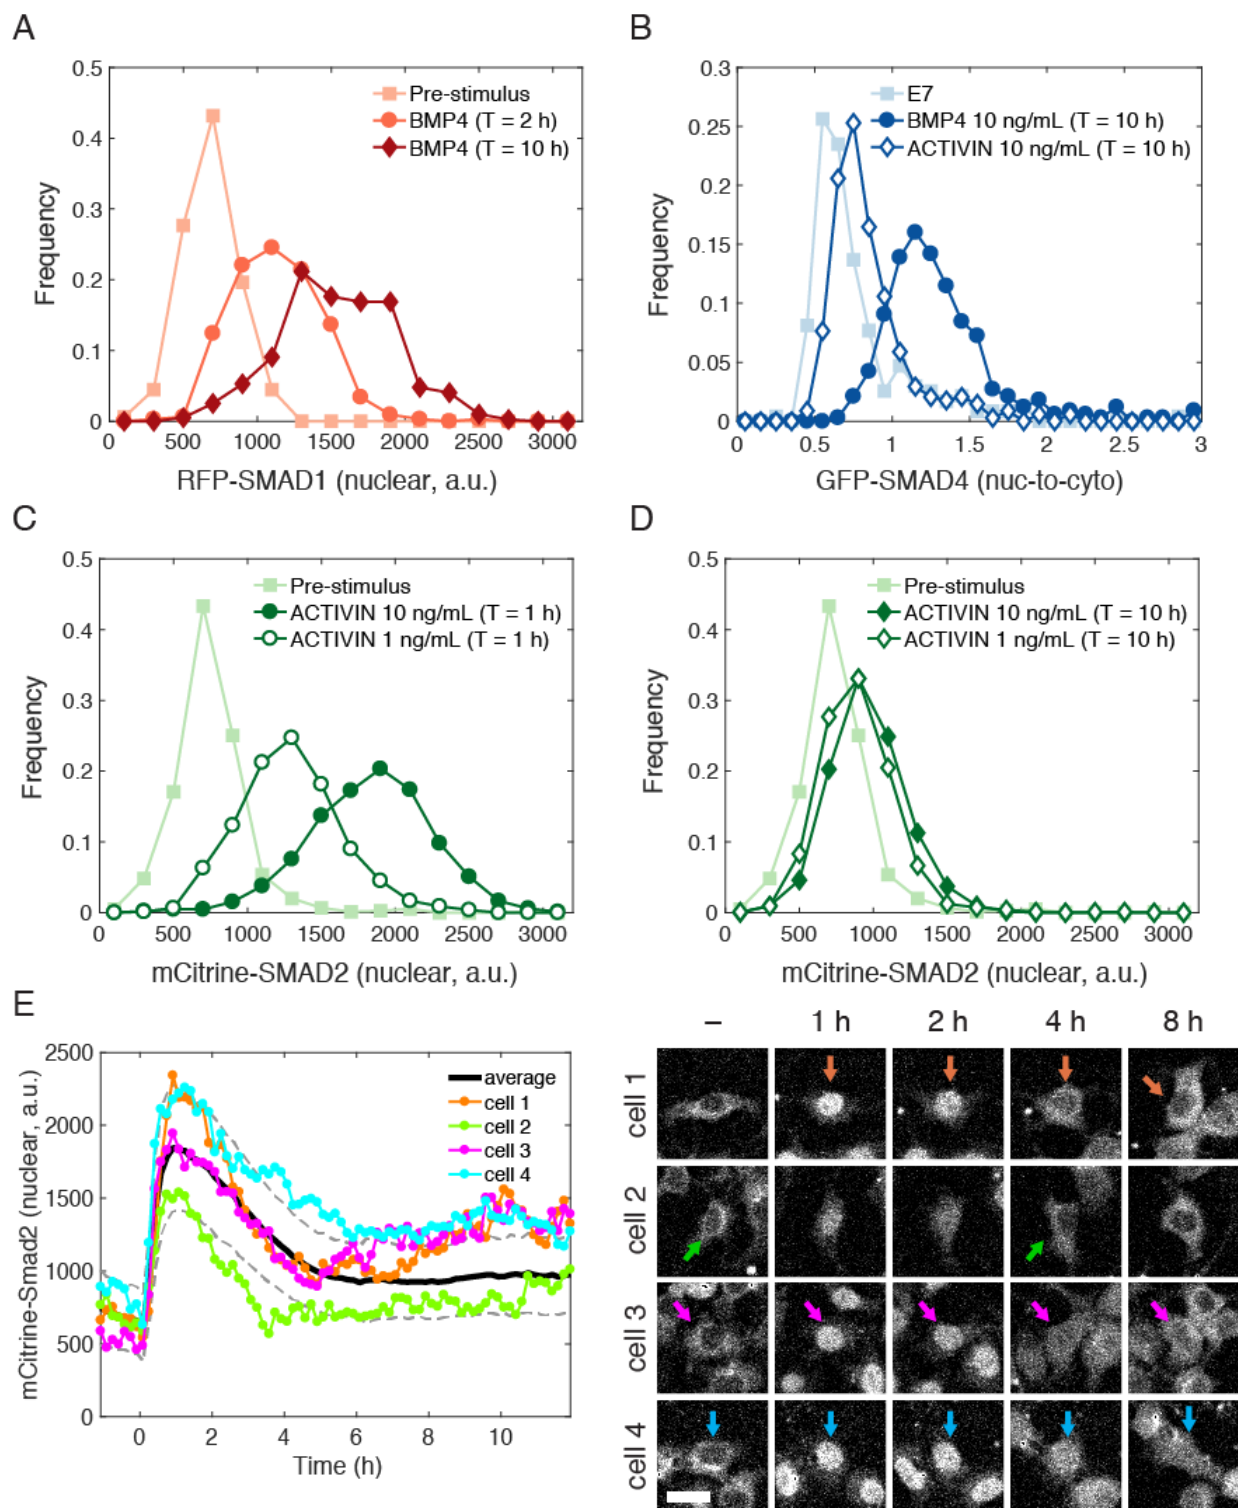 A
0.5
0.4
0.3
0.2
0.1
0
Frequency
Pre-stimulus
BMP4 (T = 2 h)
BMP4 (T = 10 h)
0 500 1000 1500 2000 2500 3000
RFP-SMAD1 (nuclear, a.u.)
B
0.3
0.25
0.2
0.15
0.1
0.05
0
Frequency
E7
BMP4 10 ng/mL (T = 10 h)
ACTIVIN 10 ng/mL (T = 10 h)
0 0.5 1 1.5 2 2.5 3
GFP-SMAD4 (nuc-to-cyto)
C
0.5
0.4
0.3
0.2
0.1
0
Frequency
Pre-stimulus
ACTIVIN 10 ng/mL (T = 1 h)
ACTIVIN 1 ng/mL (T = 1 h)
0 500 1000 1500 2000 2500 3000
mCitrine-SMAD2 (nuclear, a.u.)
D
0.5
0.4
0.3
0.2
0.1
0
Frequency
Pre-stimulus
ACTIVIN 10 ng/mL (T = 10 h)
ACTIVIN 1 ng/mL (T = 10 h)
0 500 1000 1500 2000 2500 3000
mCitrine-SMAD2 (nuclear, a.u.)
E
2500
2000
1500
1000
500
0
mCitrine-Smad2 (nuclear, a.u.)
average
cell 1
cell 2
cell 3
cell 4
0 2 4 6 8 10
Time (h)
– 1 h 2 h 4 h 8 h
cell 1
cell 2
cell 3
cell 4